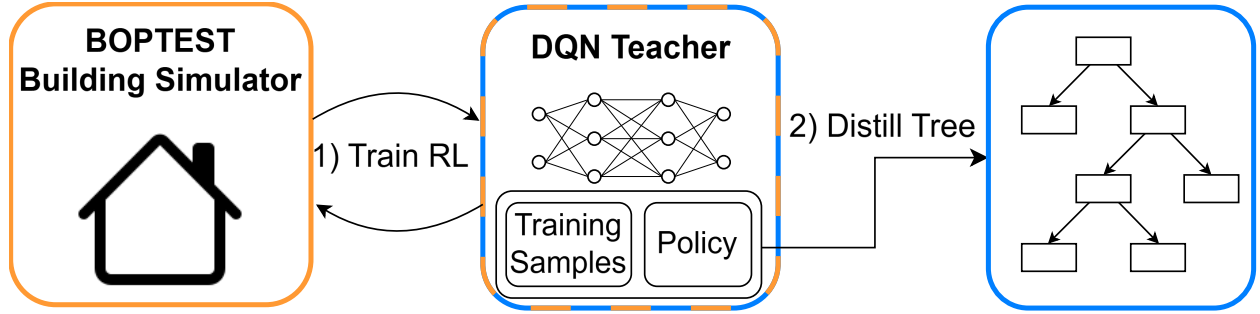 BOPTEST
Building Simulator
1) Train RL
DQN Teacher
Training
Samples
Policy
2) Distill Tree